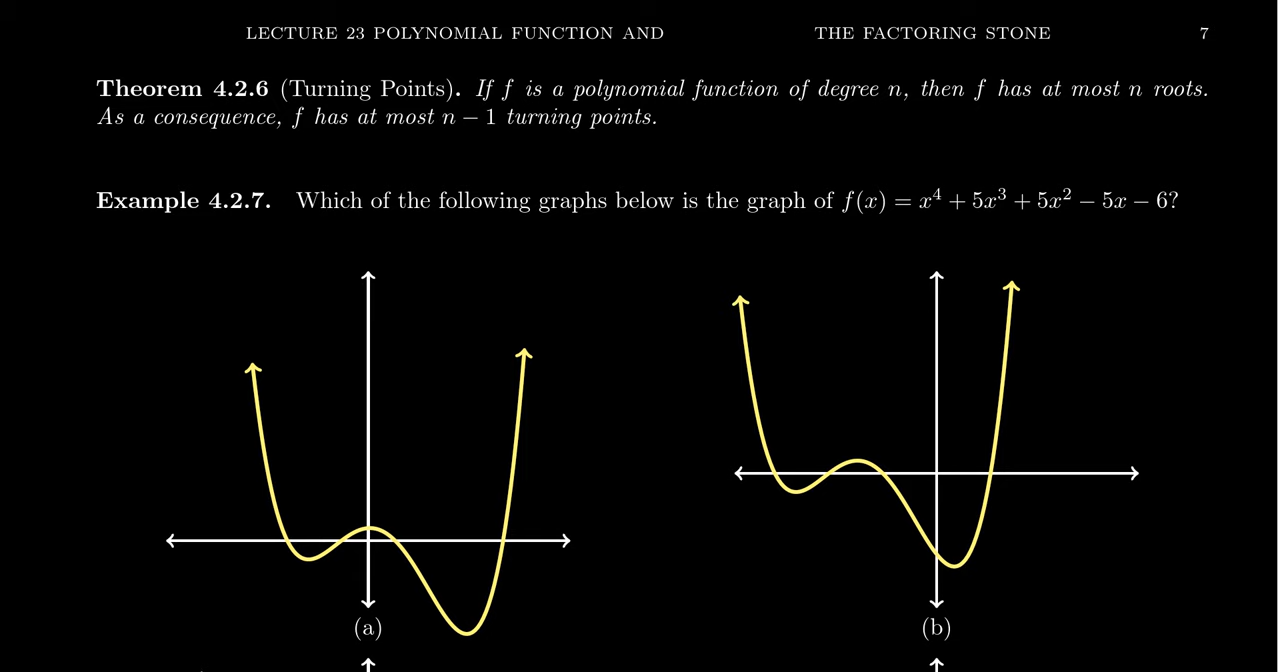 LECTURE 23 POLYNOMIAL FUNCTION AND THE FACTORING STONE 7
Theorem 4.2.6 (Turning Points). If f is a polynomial function of degree n, then f has at most n roots.
As a consequence, f has at most n − 1 turning points.
Example 4.2.7. Which of the following graphs below is the graph of f(x) = x⁴ + 5x³ + 5x² − 5x − 6?
(a) (b)